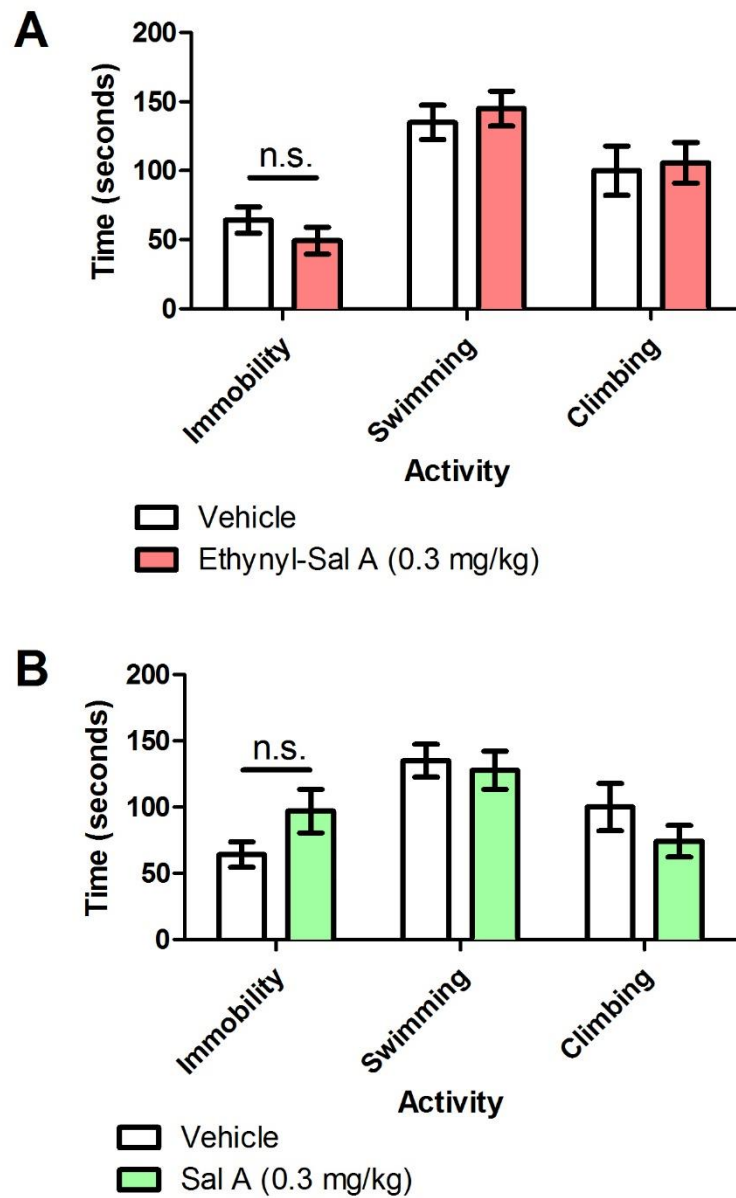 A
200
150
100
50
0
Time (seconds)
n.s.
Immobility
Swimming
Climbing
Activity
Vehicle
Ethynyl-Sal A (0.3 mg/kg)
B
200
150
100
50
0
Time (seconds)
n.s.
Immobility
Swimming
Climbing
Activity
Vehicle
Sal A (0.3 mg/kg)